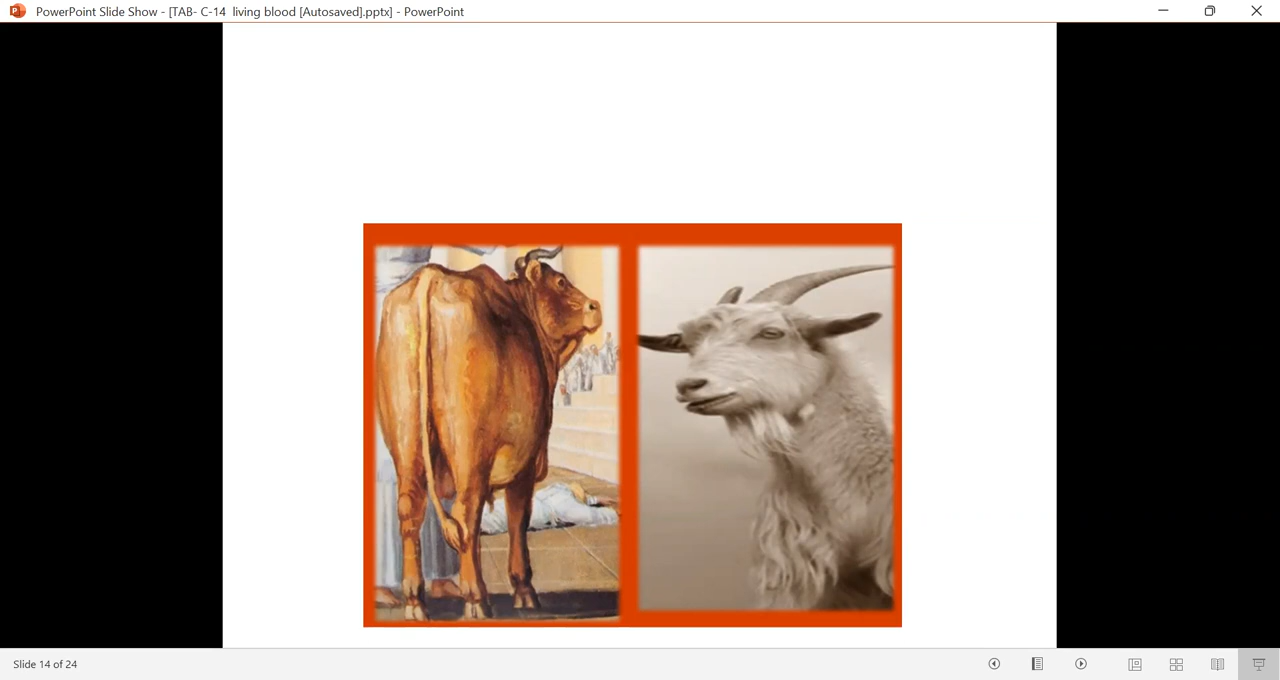 PowerPoint Slide Show - [TAB- C-14  living blood [Autosaved].pptx] - PowerPoint
Slide 14 of 24